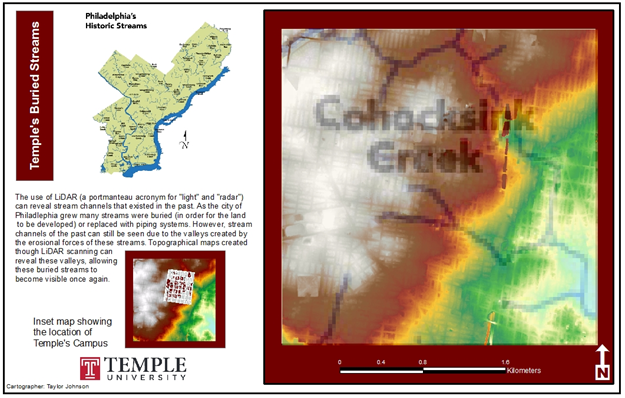 Temple's Buried Streams
Philadelphia's
Historic Streams
N
The use of LiDAR (a portmanteau acronym for "light" and "radar")
can reveal stream channels that existed in the past. As the city of
Philadlephia grew many streams were buried (in order for the land
to be developed) or replaced with piping systems. However, stream
channels of the past can still be seen due to the valleys created by
the erosional forces of these streams. Topographical maps created
though LiDAR scanning can
reveal these valleys, allowing
these buried streams to
become visible once again.
Inset map showing
the location of
Temple's Campus
T TEMPLE
UNIVERSITY
Cartographer: Taylor Johnson
Cohocksink
Creek
0 0.4 0.8 1.6
Kilometers
N